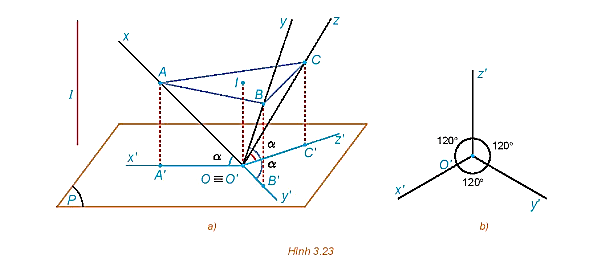 x
y
z
A
C
B
I
l
α
α
α
x'
A'
O ≡ O'
B'
C'
z'
y'
P
a)
z'
120°
120°
120°
O'
x'
y'
b)
Hình 3.23